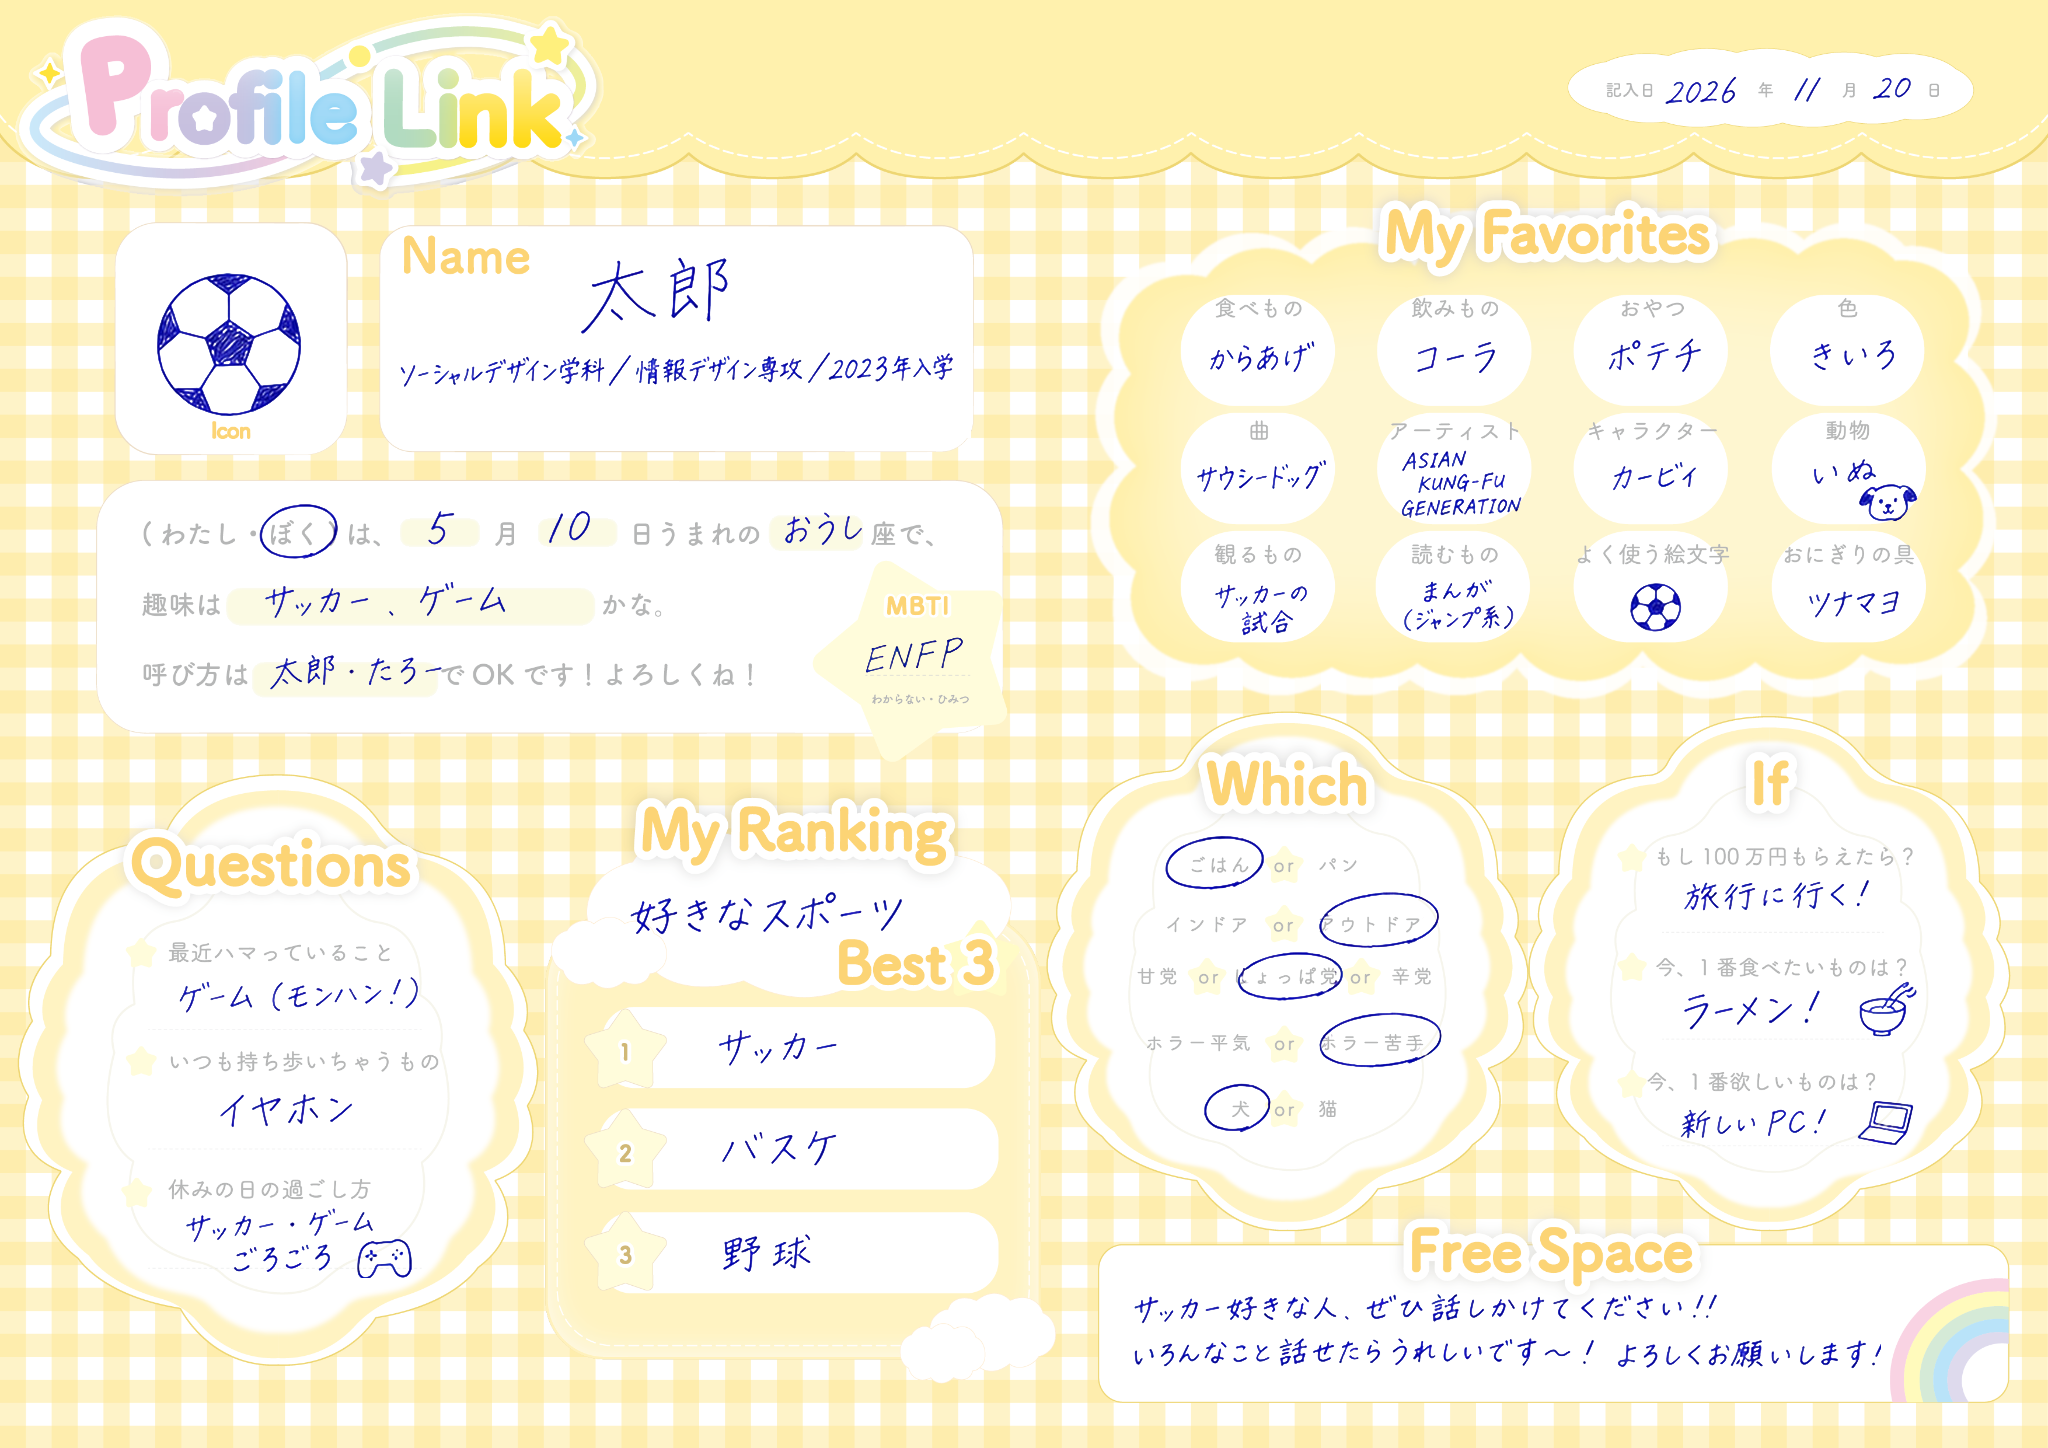 Profile Link
記入日 2026 年 11 月 20 日
Name
太郎
ソーシャルデザイン学科/情報デザイン専攻/2023年入学
Icon
(わたし・ぼく)は、5月10日うまれのおうし座で、
趣味はサッカー、ゲームかな。
呼び方は太郎・たろーでOKです!よろしくね!
MBTI
ENFP
わからない・ひみつ
My Favorites
食べもの 飲みもの おやつ 色
からあげ コーラ ポテチ きいろ
曲 アーティスト キャラクター 動物
サウシードッグ ASIAN KUNG-FU GENERATION カービィ いぬ
観るもの 読むもの よく使う絵文字 おにぎりの具
サッカーの試合 まんが(ジャンプ系) ツナマヨ
Questions
最近ハマっていること
ゲーム(モンハン!)
いつも持ち歩いちゃうもの
イヤホン
休みの日の過ごし方
サッカー・ゲーム
ごろごろ
My Ranking
好きなスポーツ
Best 3
1 サッカー
2 バスケ
3 野球
Which
ごはん or パン
インドア or アウトドア
甘党 or しょっぱ党 or 辛党
ホラー平気 or ホラー苦手
犬 or 猫
If
もし100万円もらえたら?
旅行に行く!
今、1番食べたいものは?
ラーメン!
今、1番欲しいものは?
新しいPC!
Free Space
サッカー好きな人、ぜひ話しかけてください!!
いろんなこと話せたらうれしいです〜! よろしくお願いします!